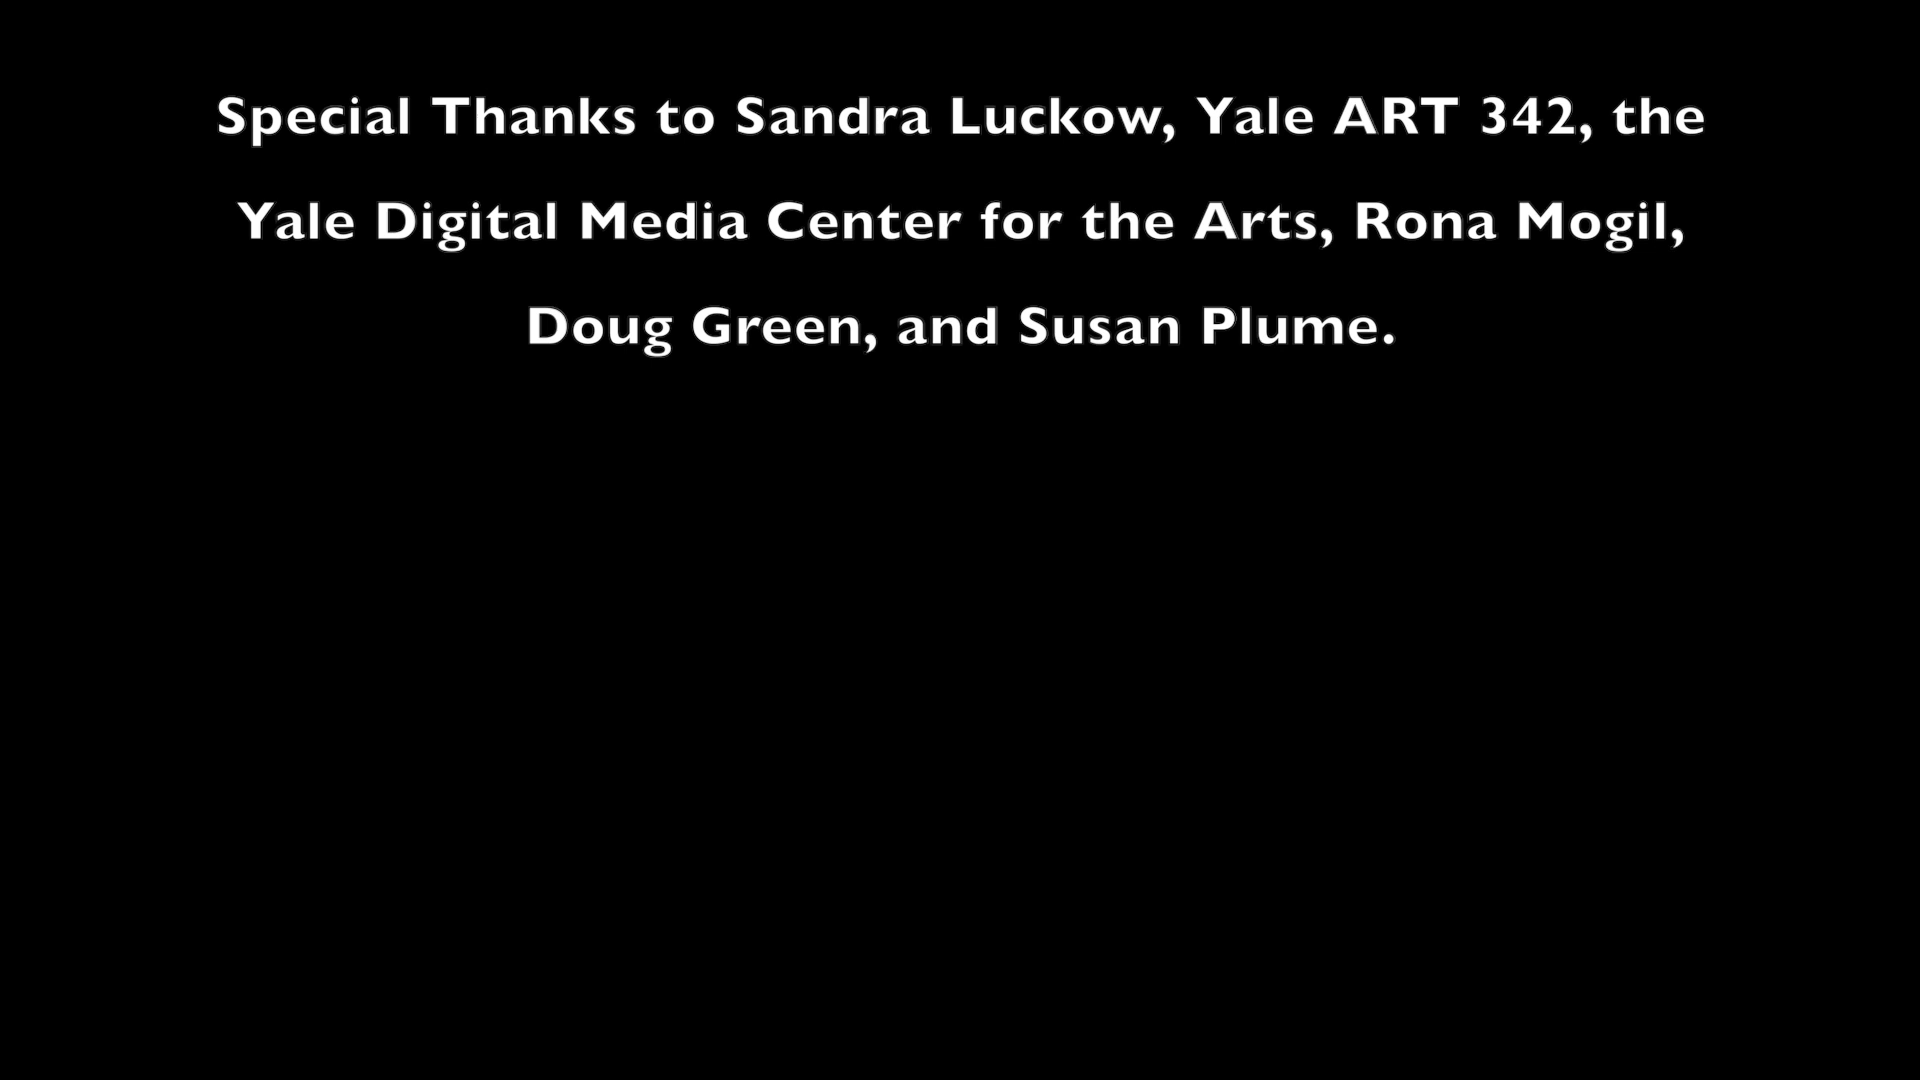 Special Thanks to Sandra Luckow, Yale ART 342, the
Yale Digital Media Center for the Arts, Rona Mogil,
Doug Green, and Susan Plume.